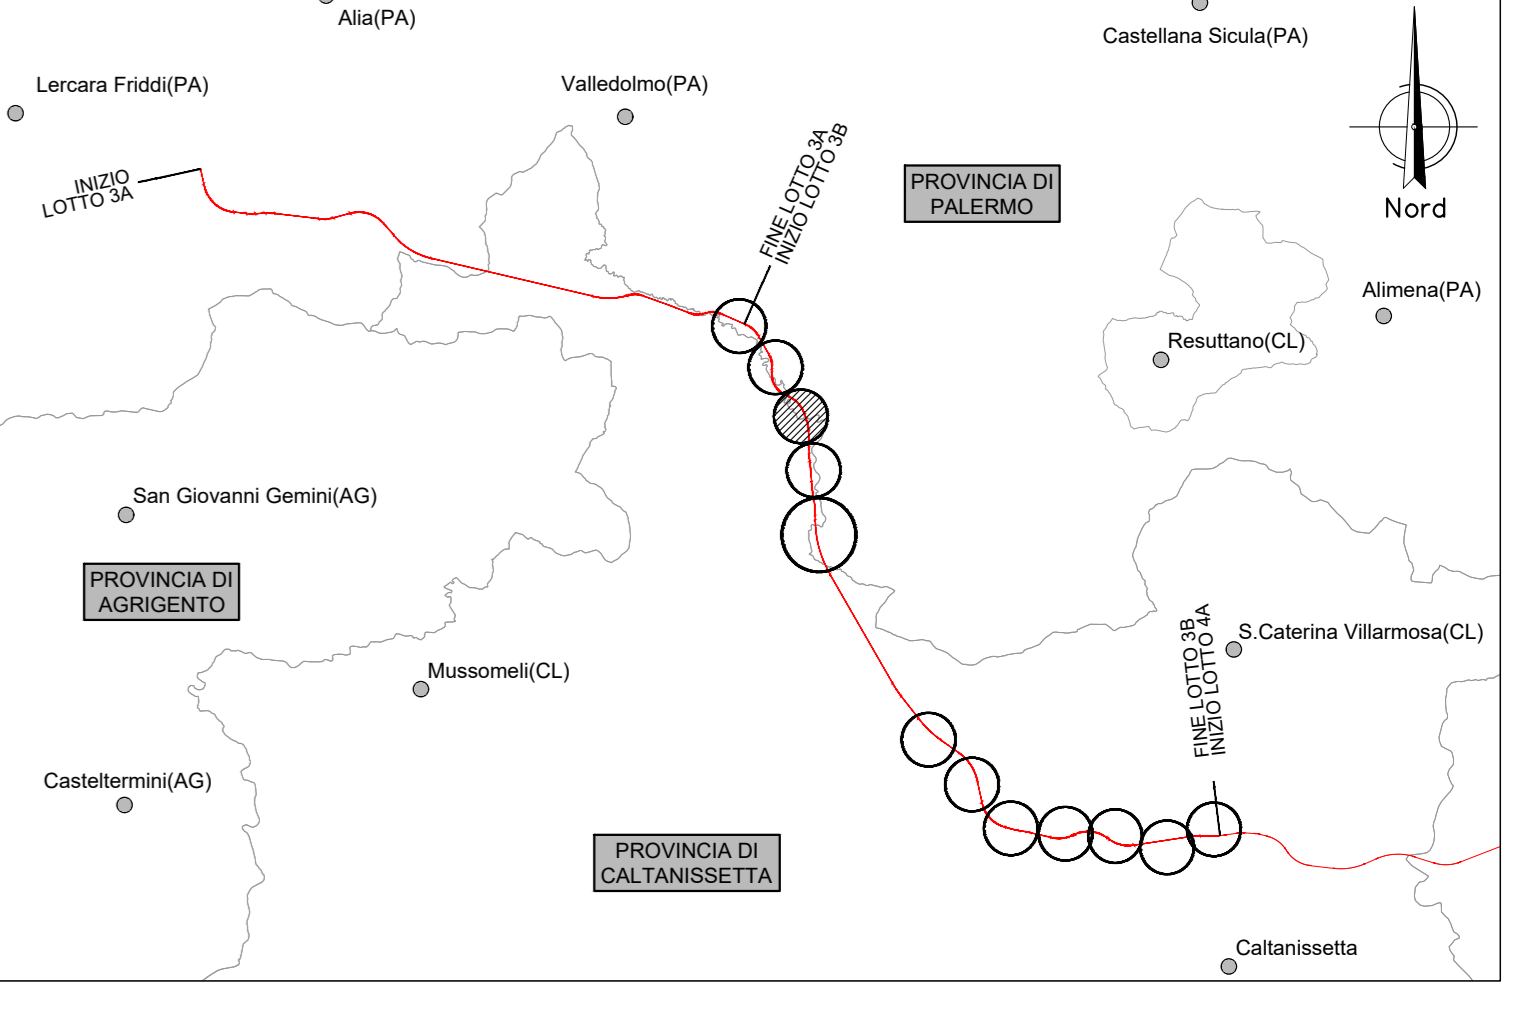 Alia(PA)
Castellana Sicula(PA)
Lercara Friddi(PA)
Valledolmo(PA)
INIZIO
LOTTO 3A
FINE LOTTO 3A
INIZIO LOTTO 3B
PROVINCIA DI
PALERMO
Nord
Alimena(PA)
Resuttano(CL)
San Giovanni Gemini(AG)
PROVINCIA DI
AGRIGENTO
FINE LOTTO 3B
INIZIO LOTTO 4A
S.Caterina Villarmosa(CL)
Mussomeli(CL)
Casteltermini(AG)
PROVINCIA DI
CALTANISSETTA
Caltanissetta